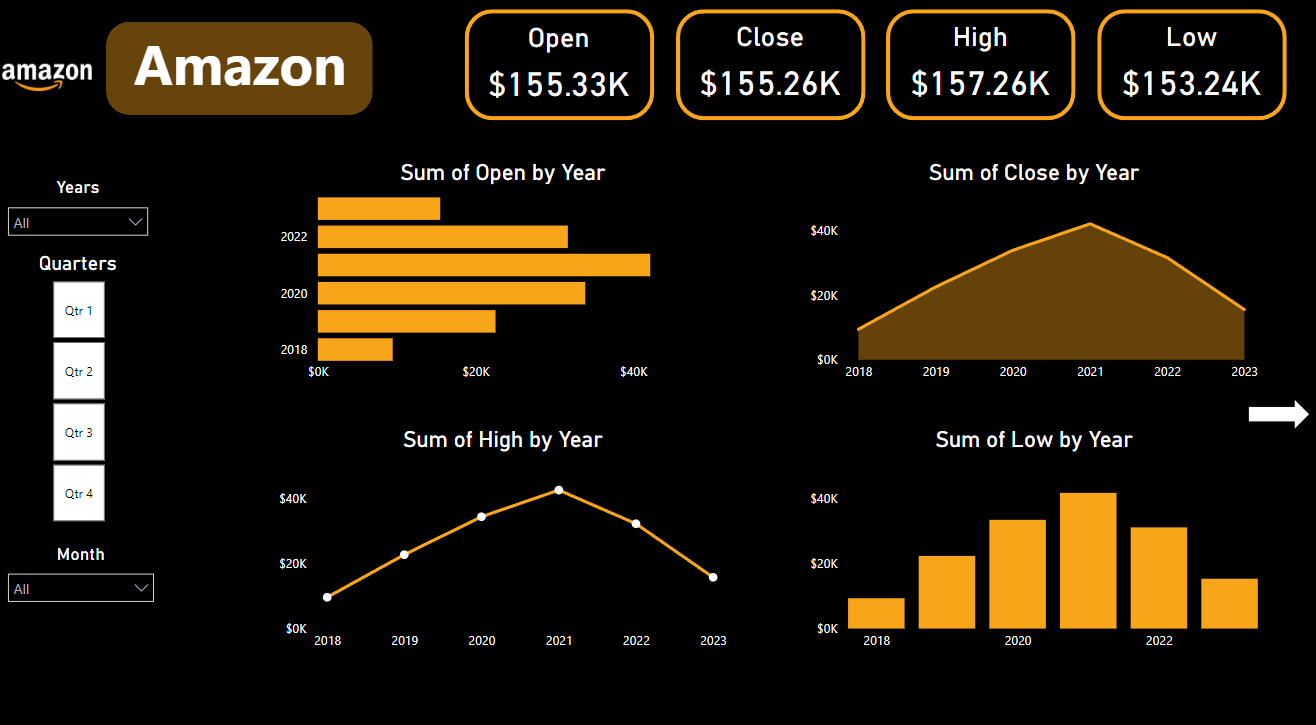 amazon
Amazon
Open
$155.33K
Close
$155.26K
High
$157.26K
Low
$153.24K
Years
All
Quarters
Qtr 1
Qtr 2
Qtr 3
Qtr 4
Month
All
Sum of Open by Year
2022
2020
2018
$0K $20K $40K
Sum of Close by Year
$40K
$20K
$0K
2018 2019 2020 2021 2022 2023
Sum of High by Year
$40K
$20K
$0K
2018 2019 2020 2021 2022 2023
Sum of Low by Year
$40K
$20K
$0K
2018 2020 2022